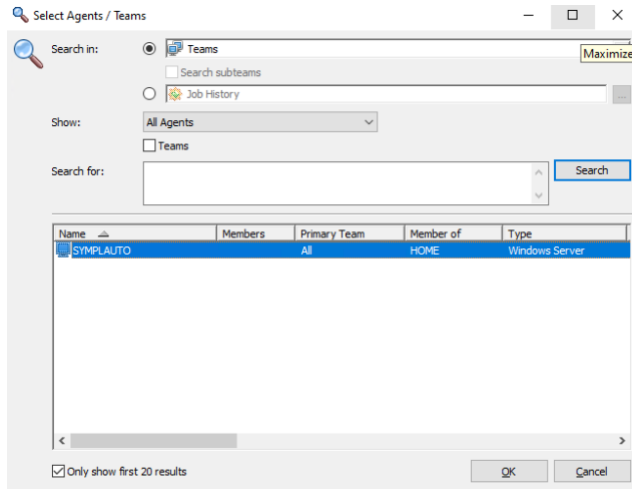 Select Agents / Teams
Search in:
Teams
Maximize
Search subteams
Job History
...
Show:
All Agents
Teams
Search for:
Search
Name Members Primary Team Member of Type
SYMPLAUTO All HOME Windows Server
Only show first 20 results
OK Cancel